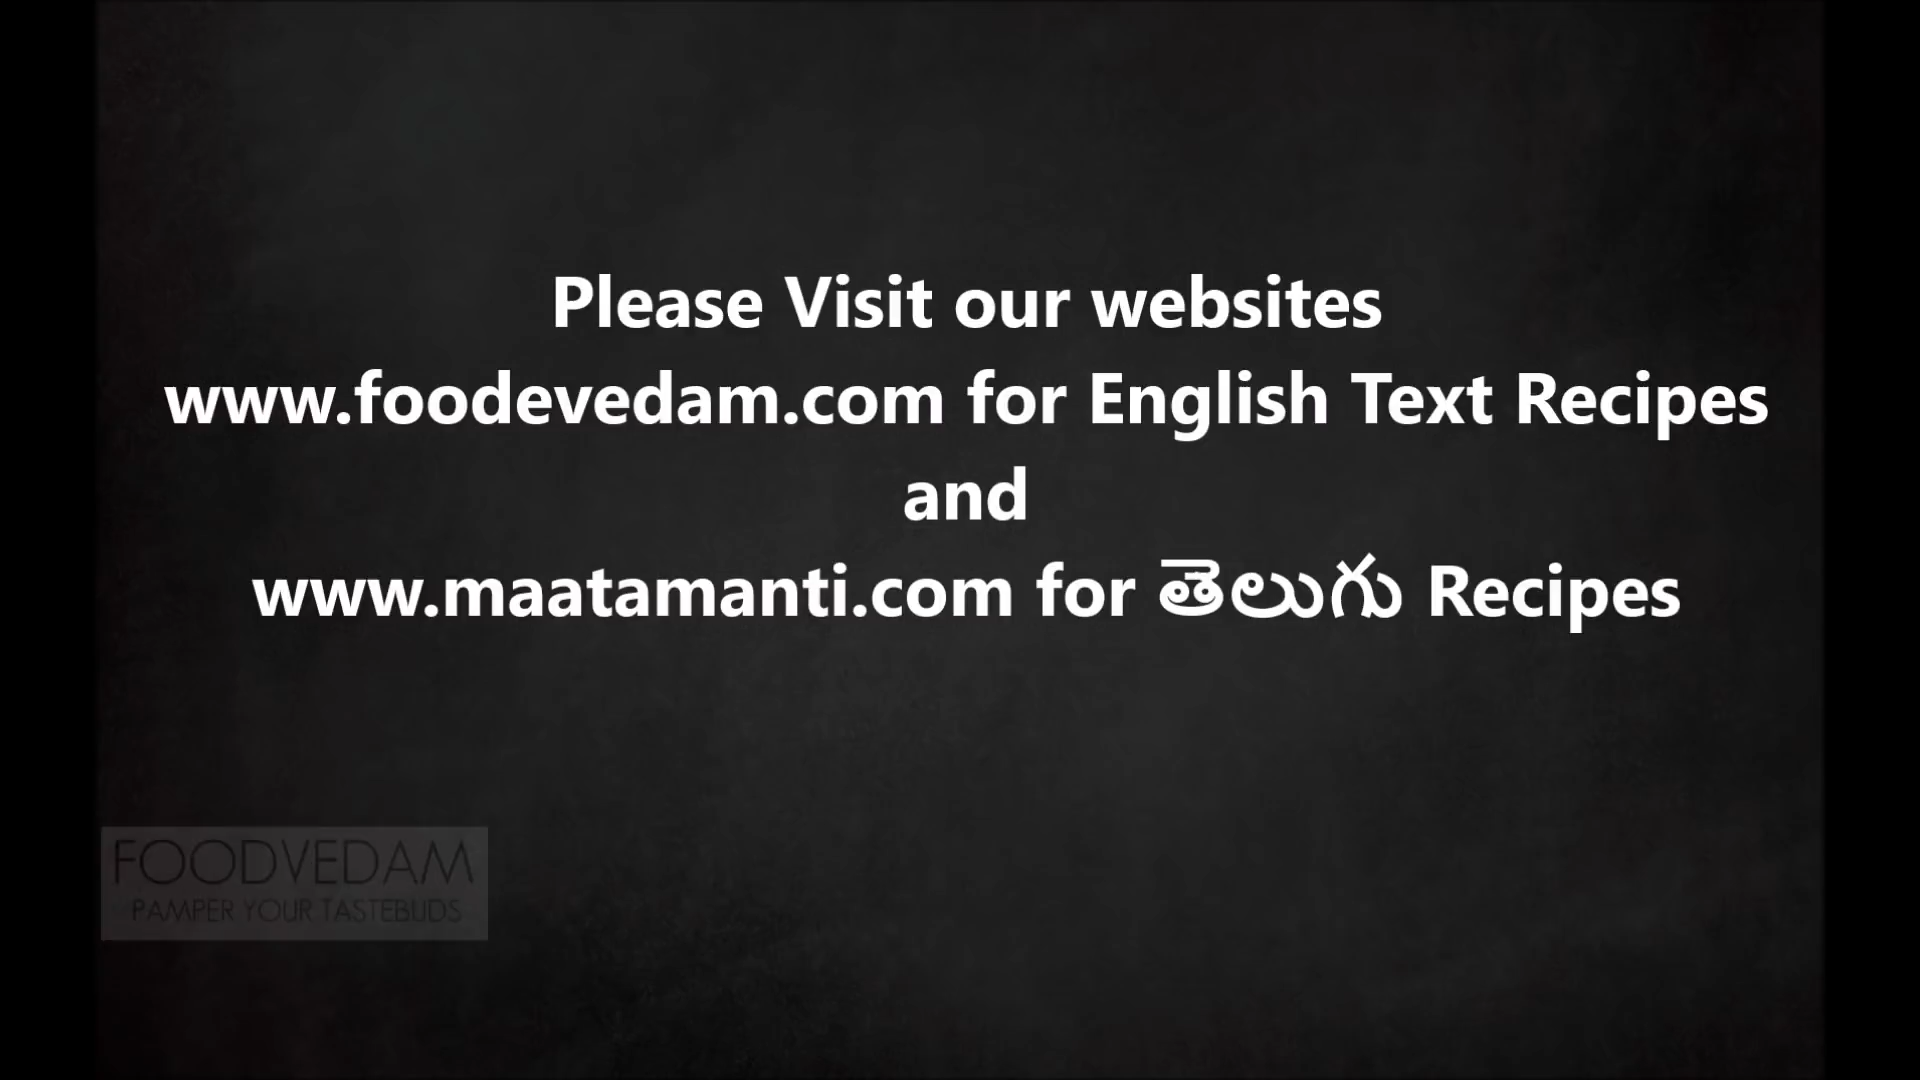 Please Visit our websites
www.foodevedam.com for English Text Recipes
and
www.maatamanti.com for తెలుగు Recipes
FOODVEDAM
PAMPER YOUR TASTEBUDS